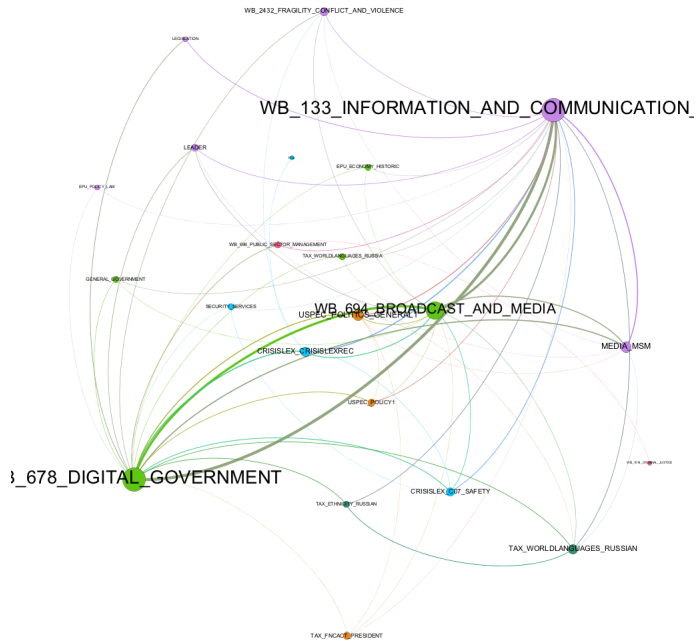 WB_2432_FRAGILITY_CONFLICT_AND_VIOLENCE
LEGISLATION
WB_133_INFORMATION_AND_COMMUNICATION_
LEADER
EPU_ECONOMY_HISTORIC
EPU_POLICY_LAW
WB_696_PUBLIC_SECTOR_MANAGEMENT
TAX_WORLDLANGUAGES_RUSSIA
GENERAL_GOVERNMENT
SECURITY_SERVICES
WB_694_BROADCAST_AND_MEDIA
USPEC_POLITICS_GENERAL1
MEDIA_MSM
CRISISLEX_CRISISLEXREC
USPEC_POLICY1
_678_DIGITAL_GOVERNMENT
CRISISLEX_C07_SAFETY
TAX_ETHNICITY_RUSSIAN
TAX_WORLDLANGUAGES_RUSSIAN
TAX_FNCACT_PRESIDENT